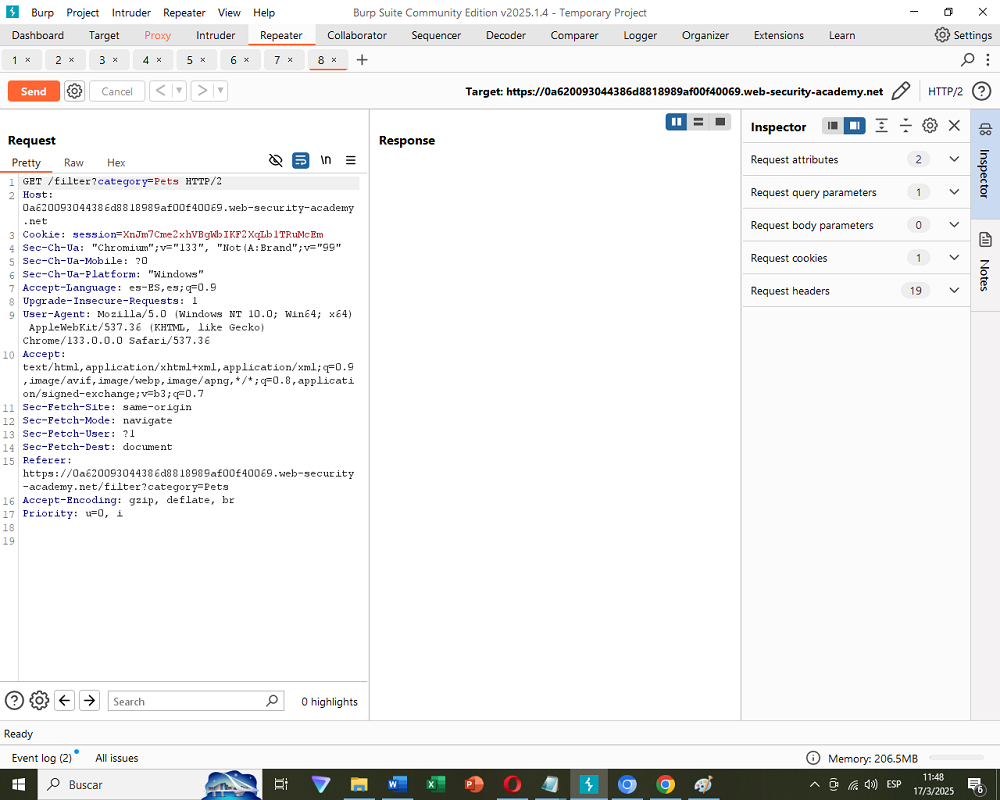 Burp Project Intruder Repeater View Help Burp Suite Community Edition v2025.1.4 - Temporary Project
Dashboard Target Proxy Intruder Repeater Collaborator Sequencer Decoder Comparer Logger Organizer Extensions Learn Settings
1 × 2 × 3 × 4 × 5 × 6 × 7 × 8 × +
Send Cancel < > Target: https://0a620093044386d8818989af00f40069.web-security-academy.net HTTP/2 ?
Request
Pretty Raw Hex \n
1 GET /filter?category=Pets HTTP/2
2 Host:
0a620093044386d8818989af00f40069.web-security-academy
.net
3 Cookie: session=XnJm7Cme2xhVBgWbIKF2XqLb1TRuMcEm
4 Sec-Ch-Ua: "Chromium";v="133", "Not(A:Brand";v="99"
5 Sec-Ch-Ua-Mobile: ?0
6 Sec-Ch-Ua-Platform: "Windows"
7 Accept-Language: es-ES,es;q=0.9
8 Upgrade-Insecure-Requests: 1
9 User-Agent: Mozilla/5.0 (Windows NT 10.0; Win64; x64)
AppleWebKit/537.36 (KHTML, like Gecko)
Chrome/133.0.0.0 Safari/537.36
10 Accept:
text/html,application/xhtml+xml,application/xml;q=0.9
,image/avif,image/webp,image/apng,*/*;q=0.8,applicati
on/signed-exchange;v=b3;q=0.7
11 Sec-Fetch-Site: same-origin
12 Sec-Fetch-Mode: navigate
13 Sec-Fetch-User: ?1
14 Sec-Fetch-Dest: document
15 Referer:
https://0a620093044386d8818989af00f40069.web-security
-academy.net/filter?category=Pets
16 Accept-Encoding: gzip, deflate, br
17 Priority: u=0, i
18
19
Search 0 highlights
Response
Inspector
Request attributes 2
Request query parameters 1
Request body parameters 0
Request cookies 1
Request headers 19
Inspector
Notes
Ready
Event log (2) All issues Memory: 206.5MB
Buscar ESP 11:48
17/3/2025 6